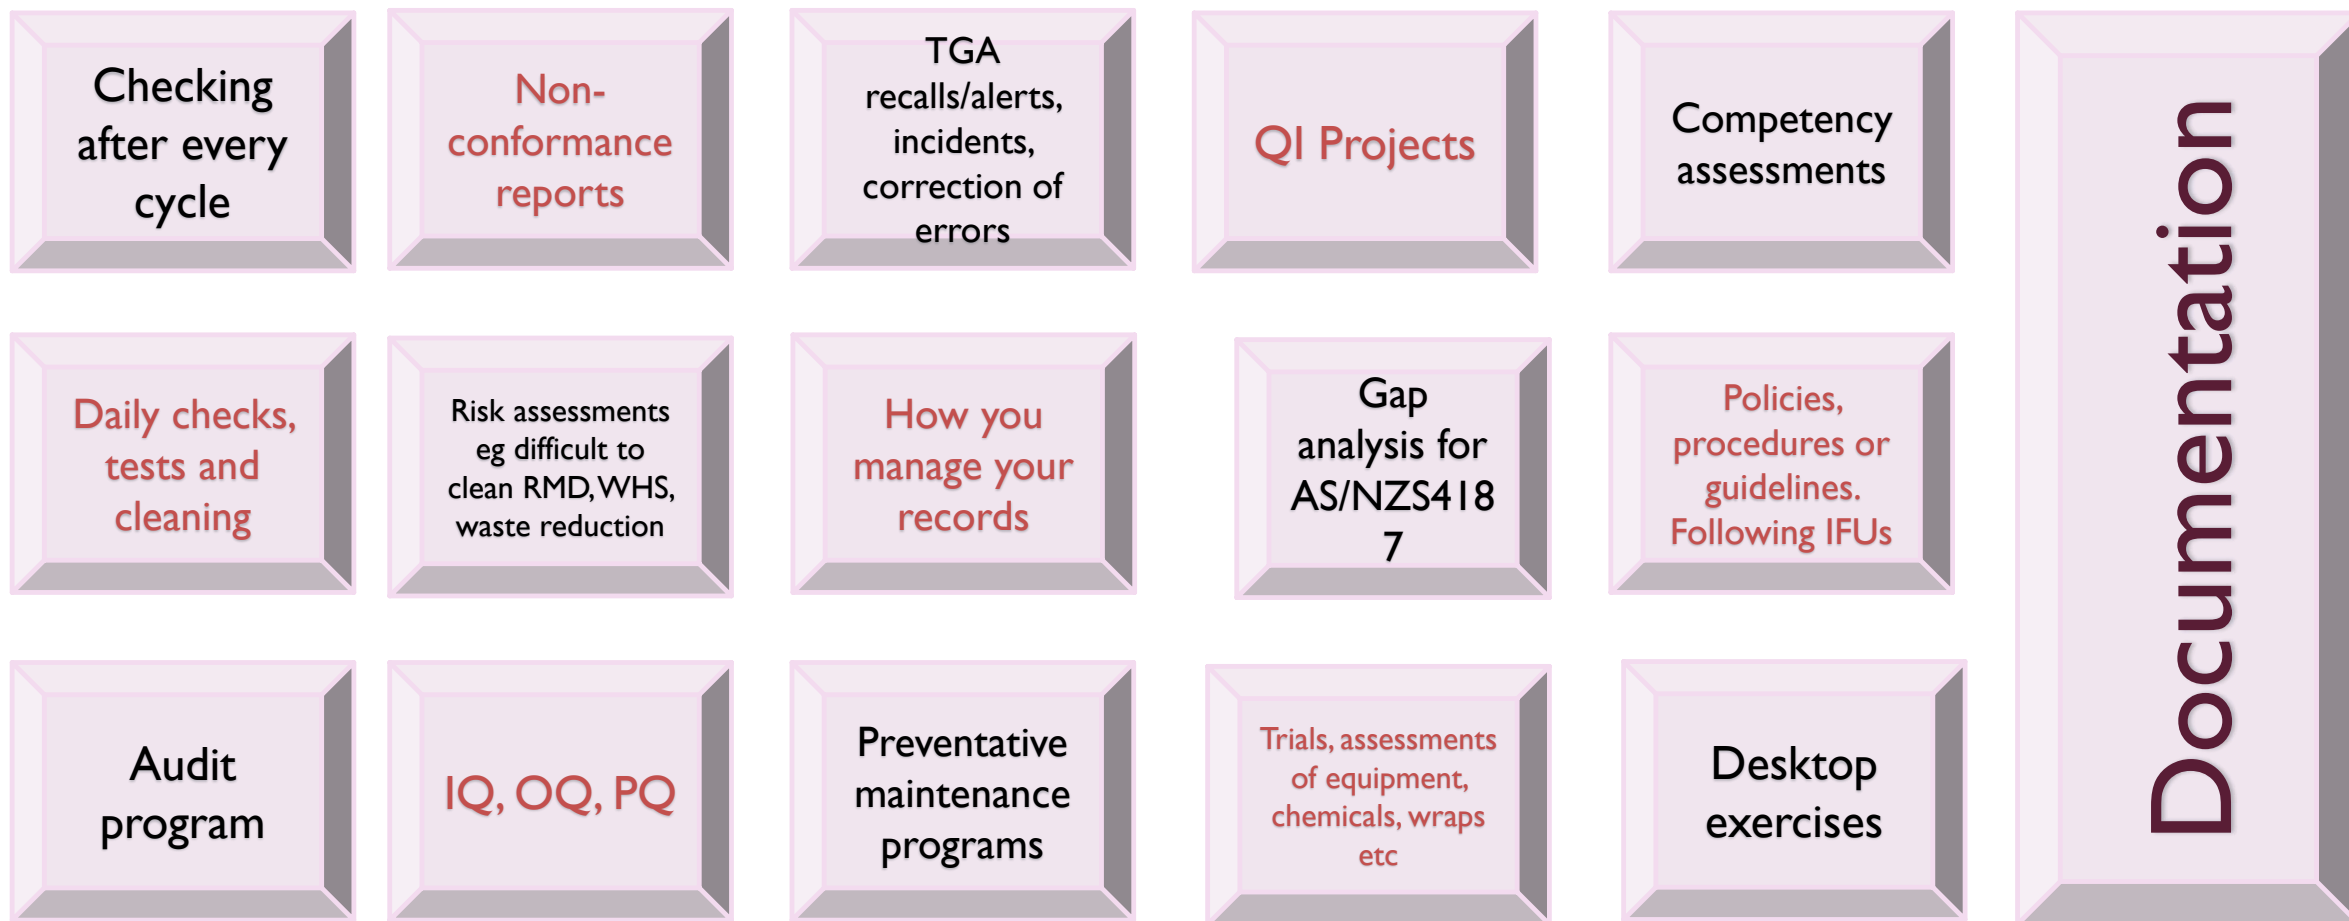 Checking
after every
cycle
Non-
conformance
reports
TGA
recalls/alerts,
incidents,
correction of
errors
QI Projects
Competency
assessments
Daily checks,
tests and
cleaning
Risk assessments
eg difficult to
clean RMD, WHS,
waste reduction
How you
manage your
records
Gap
analysis for
AS/NZS418
7
Policies,
procedures or
guidelines.
Following IFUs
Audit
program
IQ, OQ, PQ
Preventative
maintenance
programs
Trials, assessments
of equipment,
chemicals, wraps
etc
Desktop
exercises
Documentation